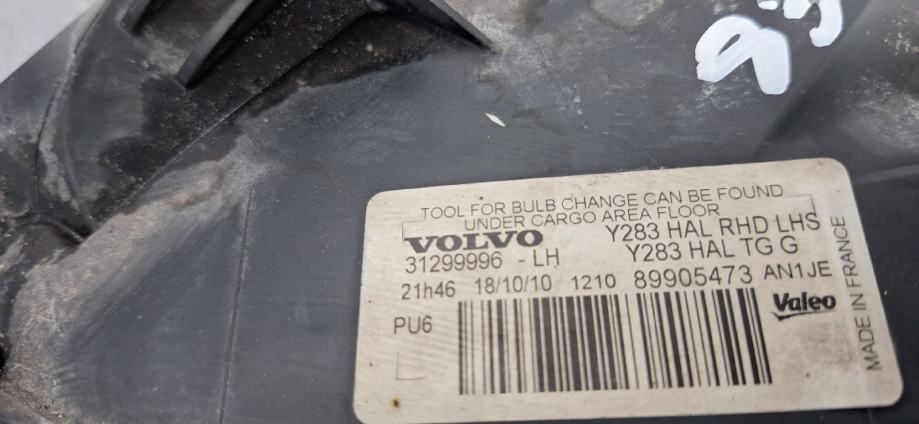 TOOL FOR BULB CHANGE CAN BE FOUND
UNDER CARGO AREA FLOOR
VOLVO Y283 HAL RHD LHS
31299996 - LH Y283 HAL TG G
21h46 18/10/10 1210 89905473 AN1JE
PU6
Valeo
MADE IN FRANCE